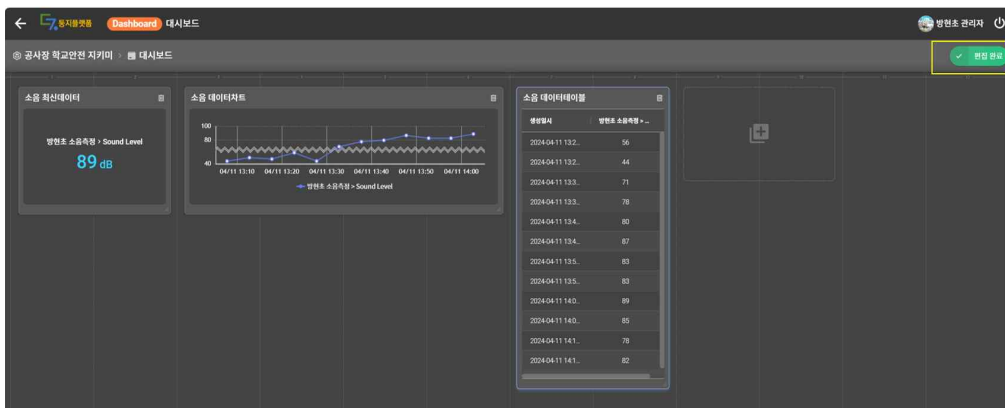 둥지플랫폼 Dashboard 대시보드 방현초 관리자
공사장 학교안전 지키미 > 대시보드 편집 완료
소음 최신데이터
방현초 소음측정 > Sound Level
89 dB
소음 데이터차트
100
80
40
04/11 13:10 04/11 13:20 04/11 13:30 04/11 13:40 04/11 13:50 04/11 14:00
방현초 소음측정 > Sound Level
소음 데이터테이블
생성일시 방현초 소음측정 > ...
2024-04-11 13:2... 56
2024-04-11 13:2... 44
2024-04-11 13:3... 71
2024-04-11 13:3... 78
2024-04-11 13:4... 80
2024-04-11 13:4... 87
2024-04-11 13:5... 83
2024-04-11 13:5... 83
2024-04-11 14:0... 89
2024-04-11 14:0... 85
2024-04-11 14:1... 78
2024-04-11 14:1... 82